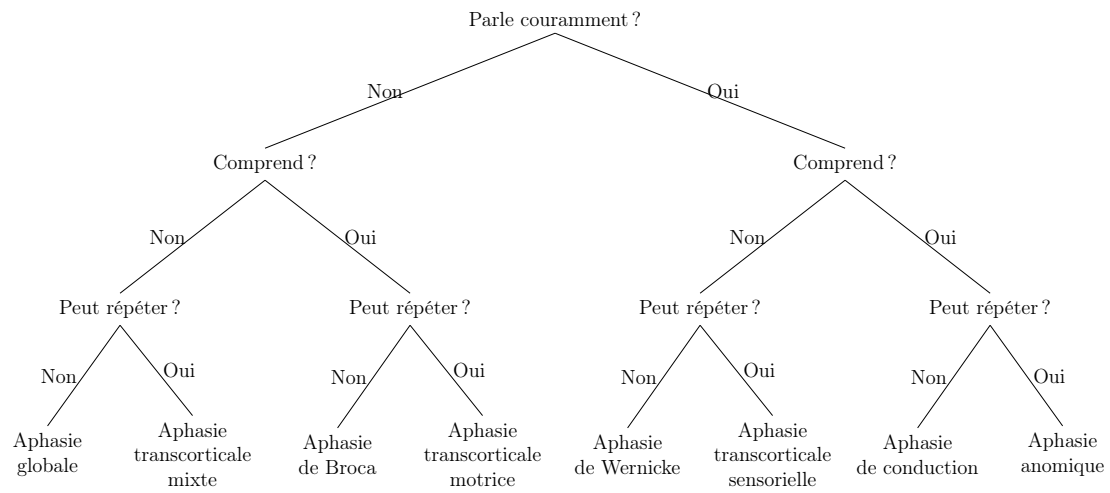 Parle couramment ?
Non
Oui
Comprend ?
Comprend ?
Non
Oui
Non
Oui
Peut répéter ?
Peut répéter ?
Peut répéter ?
Peut répéter ?
Non
Oui
Non
Oui
Non
Oui
Non
Oui
Aphasie
globale
Aphasie
transcorticale
mixte
Aphasie
de Broca
Aphasie
transcorticale
motrice
Aphasie
de Wernicke
Aphasie
transcorticale
sensorielle
Aphasie
de conduction
Aphasie
anomique